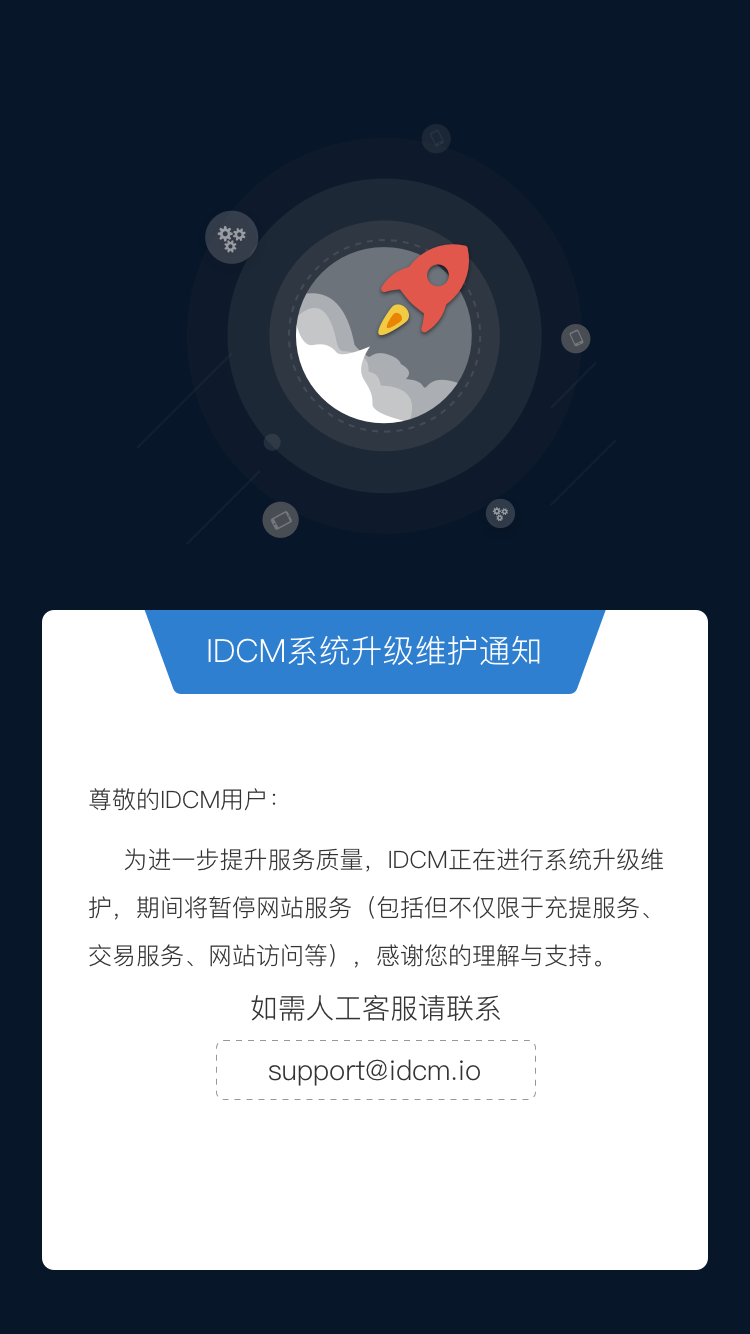 IDCM系统升级维护通知
尊敬的IDCM用户：
为进一步提升服务质量，IDCM正在进行系统升级维
护，期间将暂停网站服务（包括但不仅限于充提服务、
交易服务、网站访问等），感谢您的理解与支持。
如需人工客服请联系
support@idcm.io